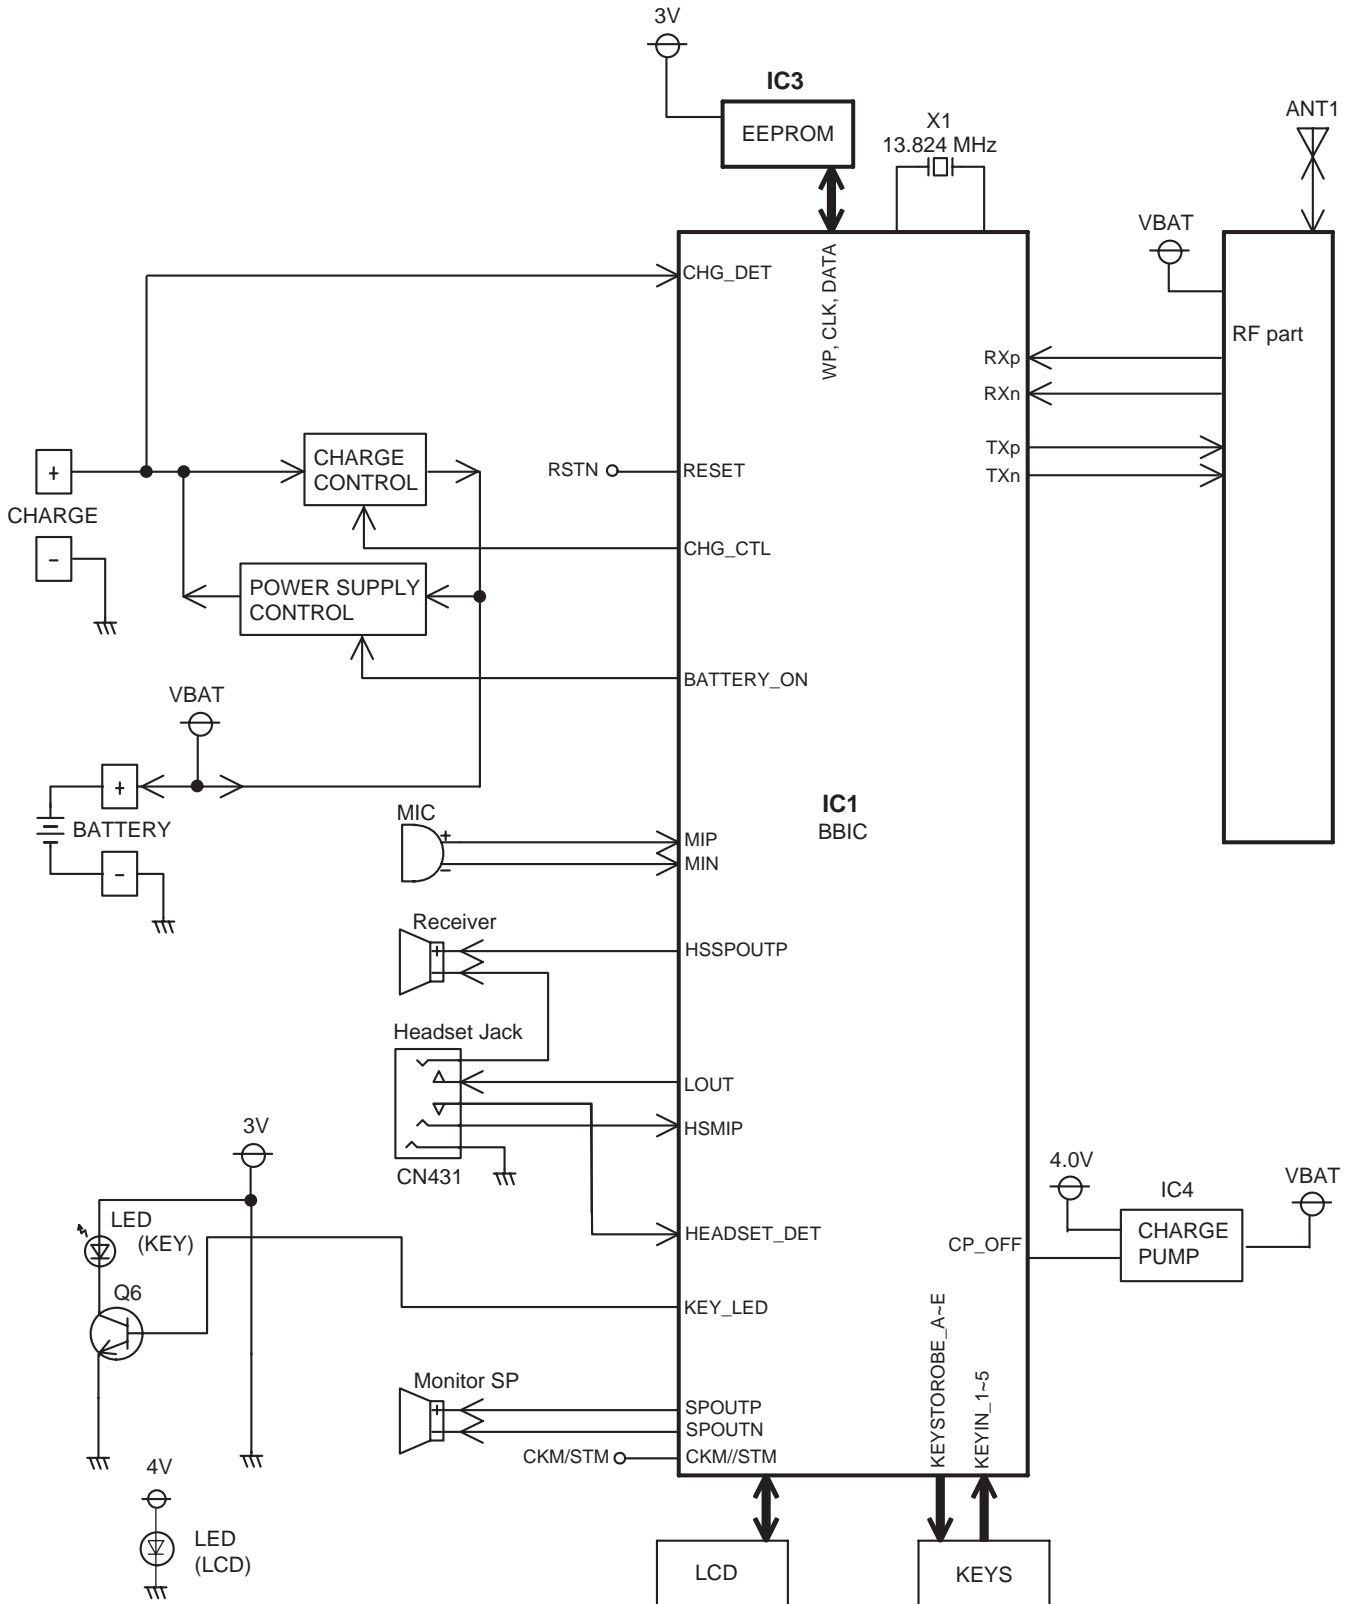 3V
IC3
EEPROM
X1
13.824 MHz
ANT1
VBAT
WP, CLK, DATA
CHG_DET
RF part
RXp
RXn
TXp
TXn
+
CHARGE
-
CHARGE
CONTROL
RSTN
RESET
CHG_CTL
POWER SUPPLY
CONTROL
BATTERY_ON
VBAT
+
BATTERY
-
IC1
BBIC
MIC
+
-
MIP
MIN
Receiver
+
-
HSSPOUTP
Headset Jack
LOUT
HSMIP
CN431
3V
LED
(KEY)
Q6
HEADSET_DET
KEY_LED
4.0V
IC4
VBAT
CP_OFF
CHARGE
PUMP
KEYSTOROBE_A~E
KEYIN_1~5
Monitor SP
+
-
SPOUTP
SPOUTN
CKM/STM
CKM//STM
4V
LED
(LCD)
LCD
KEYS